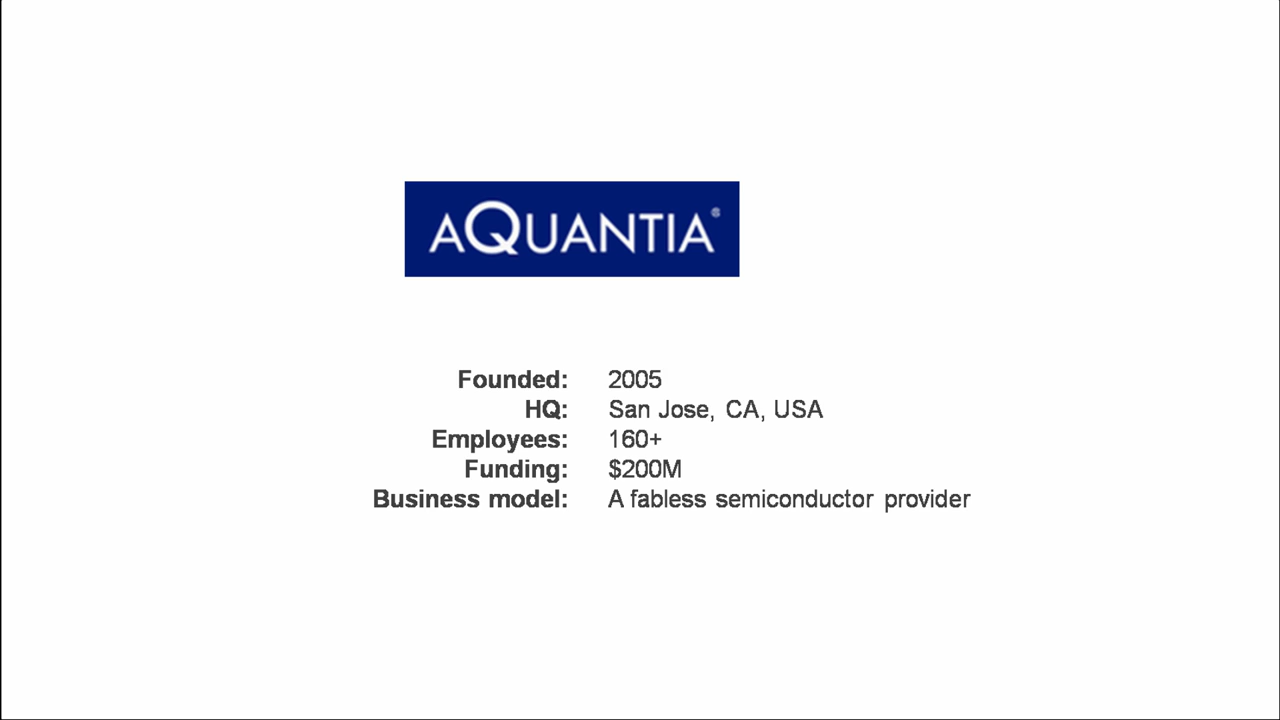 AQUANTIA®
Founded: 2005
HQ: San Jose, CA, USA
Employees: 160+
Funding: $200M
Business model: A fabless semiconductor provider